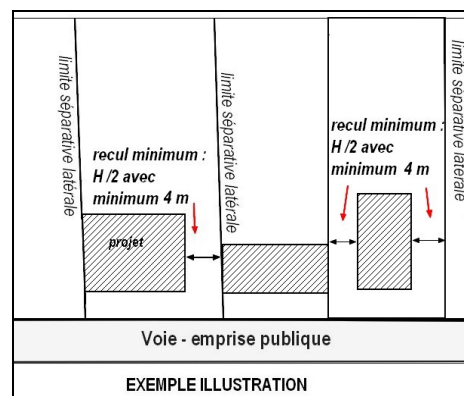 limite séparative latérale
recul minimum :
H /2 avec
minimum 4 m
projet
limite séparative latérale
recul minimum :
H/2 avec
minimum 4 m
limite séparative latérale
Voie - emprise publique
EXEMPLE ILLUSTRATION